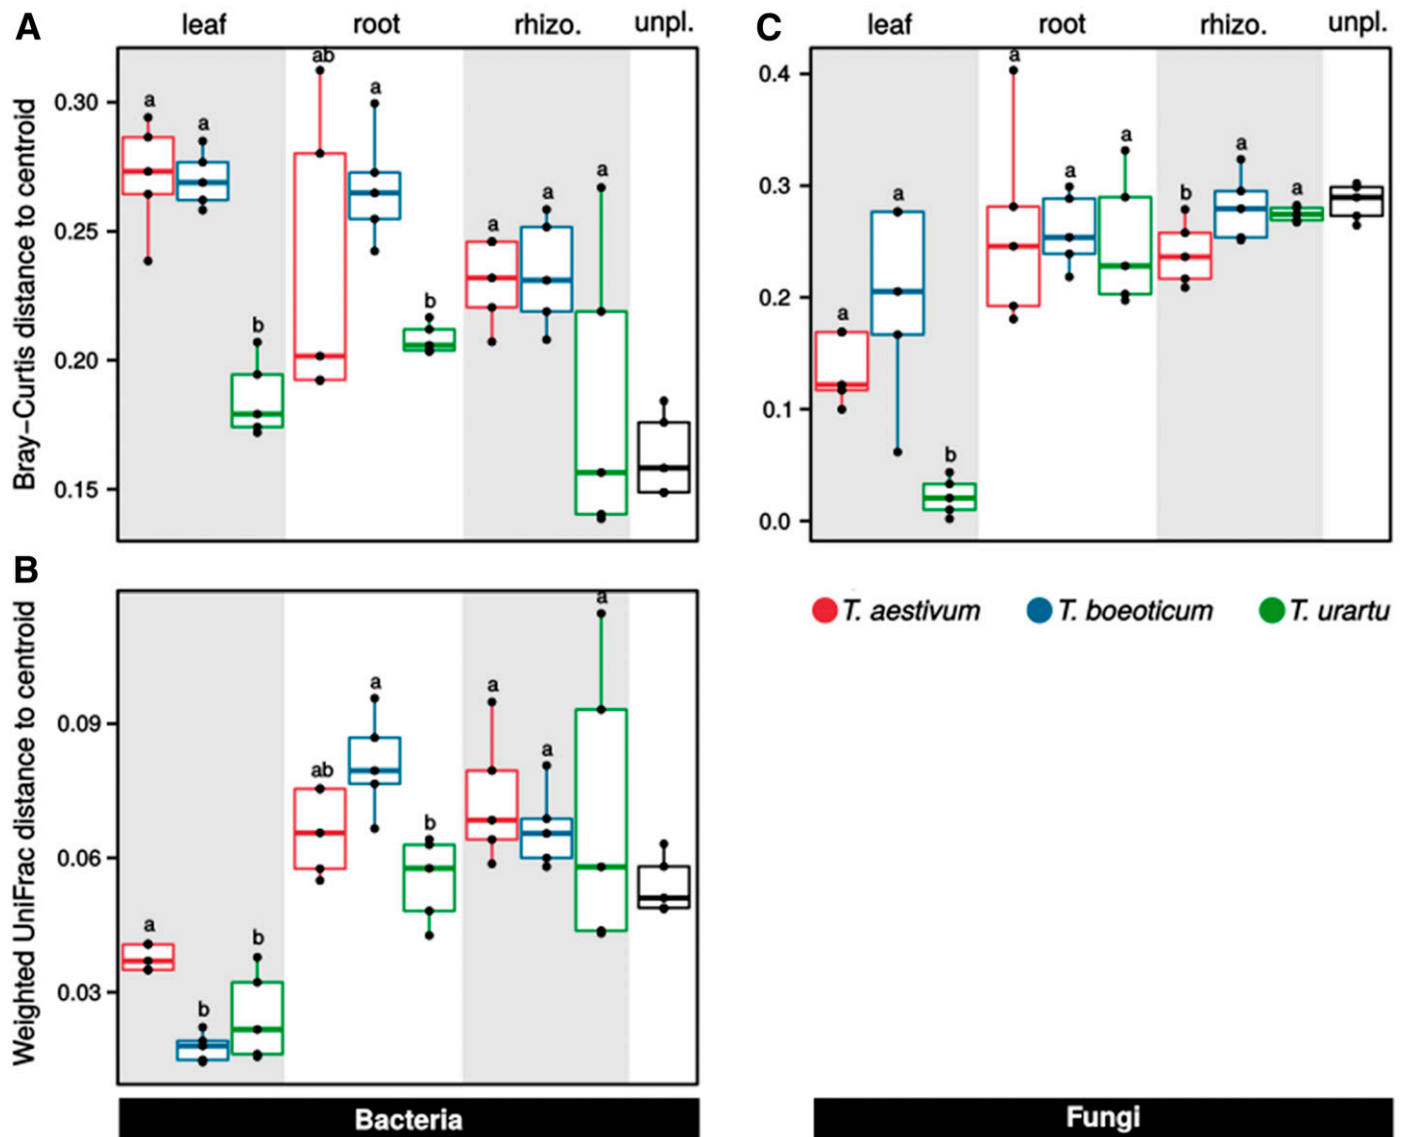 A
leaf root rhizo. unpl.
Bray–Curtis distance to centroid
0.30
0.25
0.20
0.15
a a b ab a b a a a
C
leaf root rhizo. unpl.
0.4
0.3
0.2
0.1
0.0
a a b a a a b a a
B
Weighted UniFrac distance to centroid
0.09
0.06
0.03
a b b ab a b a a a
T. aestivum T. boeoticum T. urartu
Bacteria
Fungi